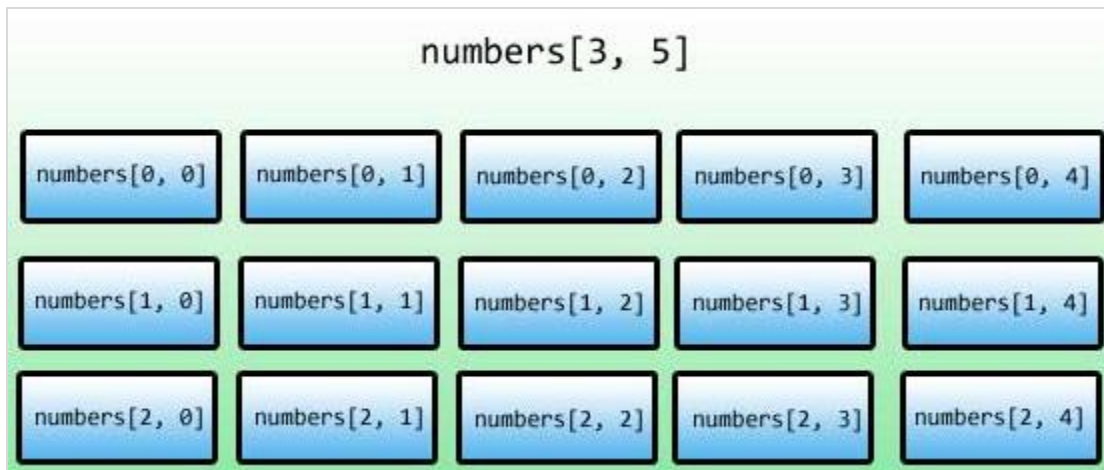 numbers[3, 5]
numbers[0, 0] numbers[0, 1] numbers[0, 2] numbers[0, 3] numbers[0, 4]
numbers[1, 0] numbers[1, 1] numbers[1, 2] numbers[1, 3] numbers[1, 4]
numbers[2, 0] numbers[2, 1] numbers[2, 2] numbers[2, 3] numbers[2, 4]